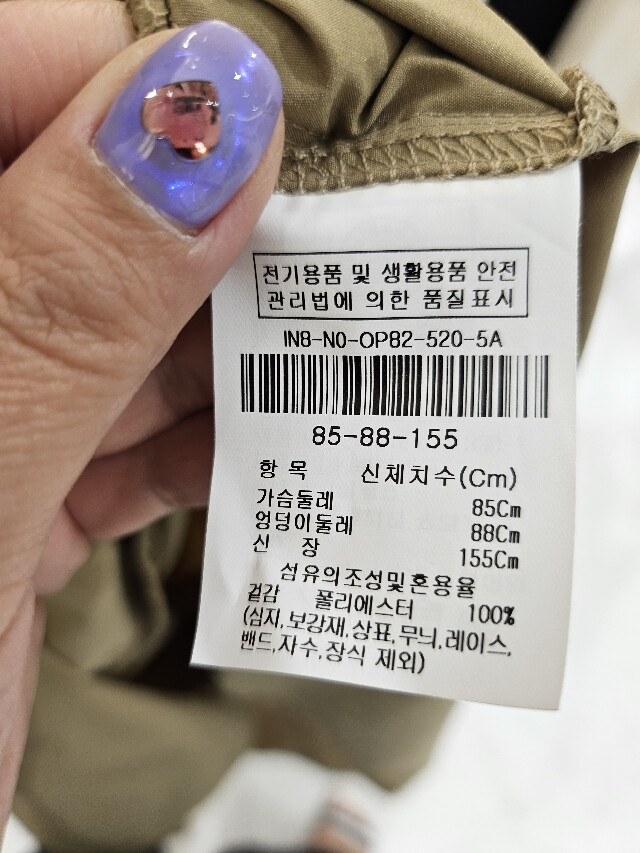 전기용품 및 생활용품 안전
관리법에 의한 품질표시
IN8-N0-OP82-520-5A
85-88-155
항 목 신체치수(Cm)
가슴둘레 85Cm
엉덩이둘레 88Cm
신 장 155Cm
섬유의조성및혼용율
겉감 폴리에스터 100%
(심지,보강재,상표,무늬,레이스,
밴드,자수,장식 제외)